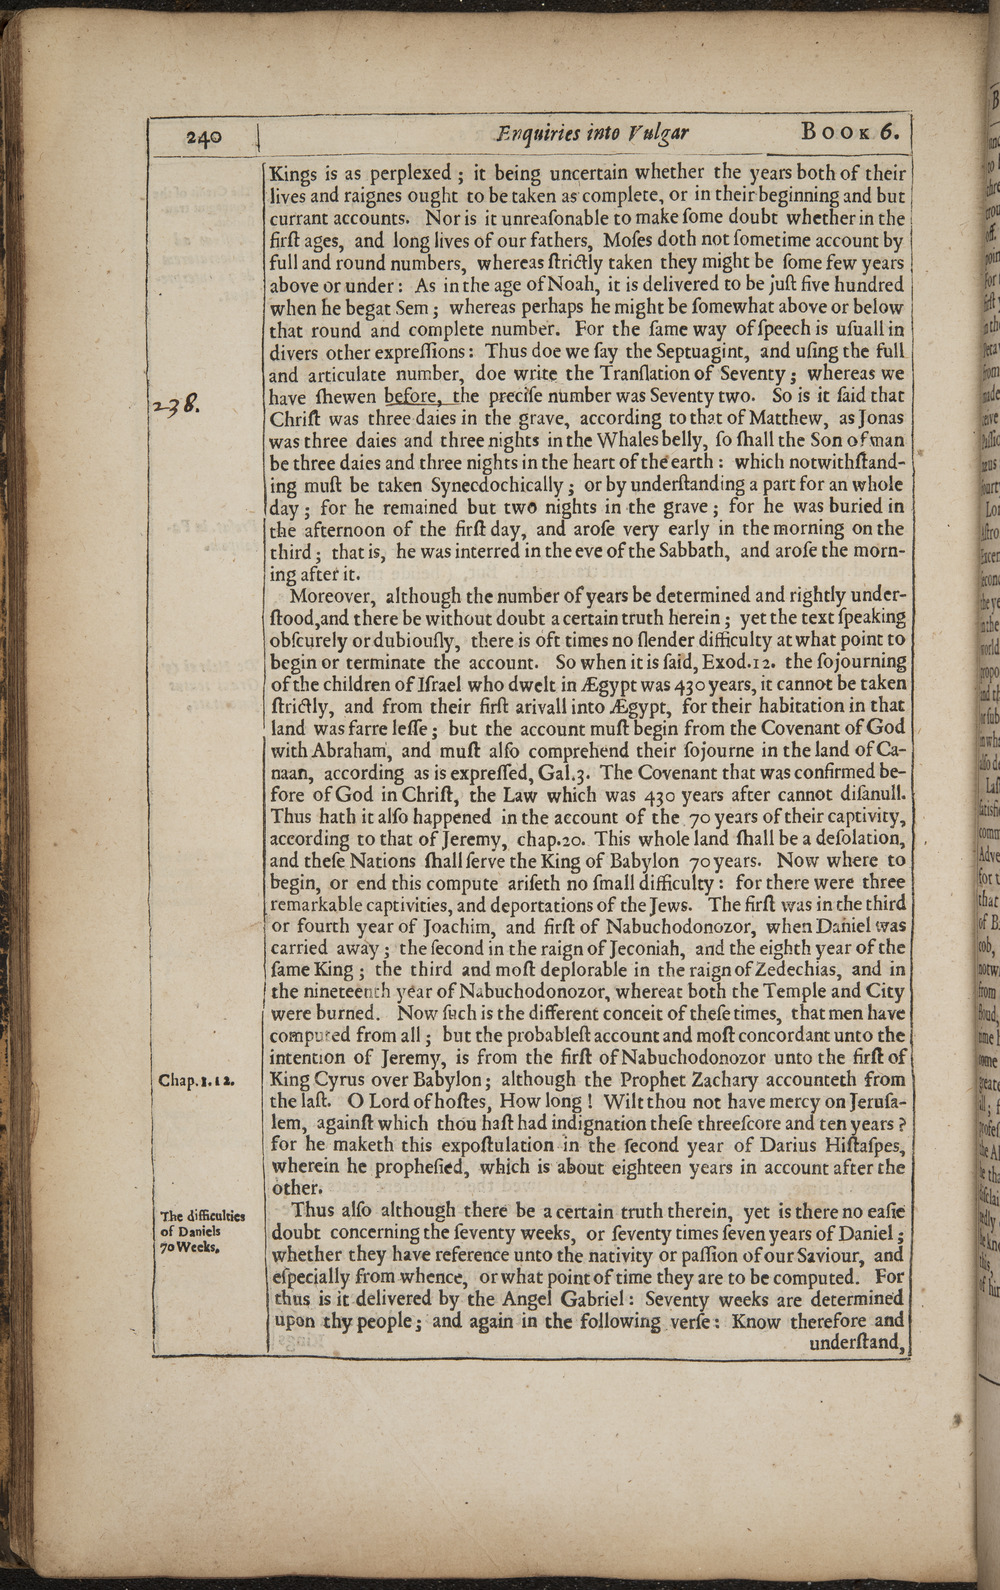 240
Enquiries into Vulgar
Book 6.
Kings is as perplexed ; it being uncertain whether the years both of their
lives and raignes ought to be taken as complete, or in their beginning and but
currant accounts. Nor is it unreaſonable to make ſome doubt whether in the
firſt ages, and long lives of our fathers, Moſes doth not ſometime account by
full and round numbers, whereas ſtrictly taken they might be ſome few years
above or under : As in the age of Noah, it is delivered to be juſt five hundred
when he begat Sem ; whereas perhaps he might be ſomewhat above or below
that round and complete number. For the ſame way of ſpeech is uſuall in
divers other expreſſions : Thus doe we ſay the Septuagint, and uſing the full
and articulate number, doe write the Tranſlation of Seventy ; whereas we
238.
have ſhewen before, the preciſe number was Seventy two. So is it ſaid that
Chriſt was three daies in the grave, according to that of Matthew, as Jonas
was three daies and three nights in the Whales belly, ſo ſhall the Son of man
be three daies and three nights in the heart of the earth : which notwithſtand-
ing muſt be taken Synecdochically ; or by underſtanding a part for an whole
day ; for he remained but two nights in the grave ; for he was buried in
the afternoon of the firſt day, and aroſe very early in the morning on the
third ; that is, he was interred in the eve of the Sabbath, and aroſe the morn-
ing after it.
Moreover, although the number of years be determined and rightly under-
ſtood,and there be without doubt a certain truth herein ; yet the text ſpeaking
obſcurely or dubiouſly, there is oft times no ſlender difficulty at what point to
begin or terminate the account. So when it is ſaid, Exod.12. the ſojourning
of the children of Iſrael who dwelt in Ægypt was 430 years, it cannot be taken
ſtrictly, and from their firſt arivall into Ægypt, for their habitation in that
land was farre leſſe ; but the account muſt begin from the Covenant of God
with Abraham, and muſt alſo comprehend their ſojourne in the land of Ca-
naan, according as is expreſſed, Gal.3. The Covenant that was confirmed be-
fore of God in Chriſt, the Law which was 430 years after cannot diſanull.
Thus hath it alſo happened in the account of the 70 years of their captivity,
according to that of Jeremy, chap.20. This whole land ſhall be a deſolation,
and theſe Nations ſhall ſerve the King of Babylon 70 years. Now where to
begin, or end this compute ariſeth no ſmall difficulty : for there were three
remarkable captivities, and deportations of the Jews. The firſt was in the third
or fourth year of Joachim, and firſt of Nabuchodonozor, when Daniel was
carried away ; the ſecond in the raign of Jeconiah, and the eighth year of the
ſame King ; the third and moſt deplorable in the raign of Zedechias, and in
the nineteenth year of Nabuchodonozor, whereat both the Temple and City
were burned. Now ſuch is the different conceit of theſe times, that men have
computed from all ; but the probableſt account and moſt concordant unto the
intention of Jeremy, is from the firſt of Nabuchodonozor unto the firſt of
Chap.1.12.
King Cyrus over Babylon ; although the Prophet Zachary accounteth from
the laſt. O Lord of hoſtes, How long ! Wilt thou not have mercy on Jeruſa-
lem, againſt which thou haſt had indignation theſe threeſcore and ten years ?
for he maketh this expoſtulation in the ſecond year of Darius Hiſtaſpes,
wherein he propheſied, which is about eighteen years in account after the
other.
The difficulties
of Daniels
70 Weeks,
Thus alſo although there be a certain truth therein, yet is there no eaſie
doubt concerning the ſeventy weeks, or ſeventy times ſeven years of Daniel ;
whether they have reference unto the nativity or paſſion of our Saviour, and
eſpecially from whence, or what point of time they are to be computed. For
thus is it delivered by the Angel Gabriel : Seventy weeks are determined
upon thy people ; and again in the following verſe : Know therefore and
underſtand,